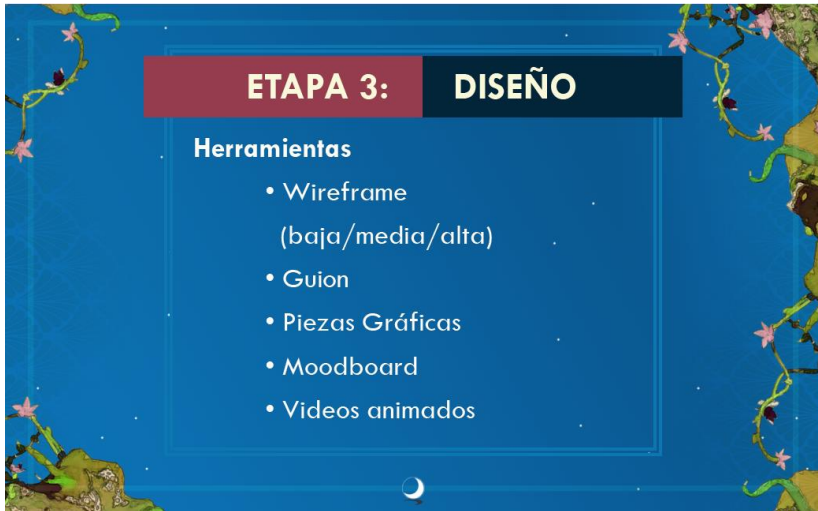 ETAPA 3: DISEÑO
Herramientas
• Wireframe
(baja/media/alta)
• Guion
• Piezas Gráficas
• Moodboard
• Videos animados